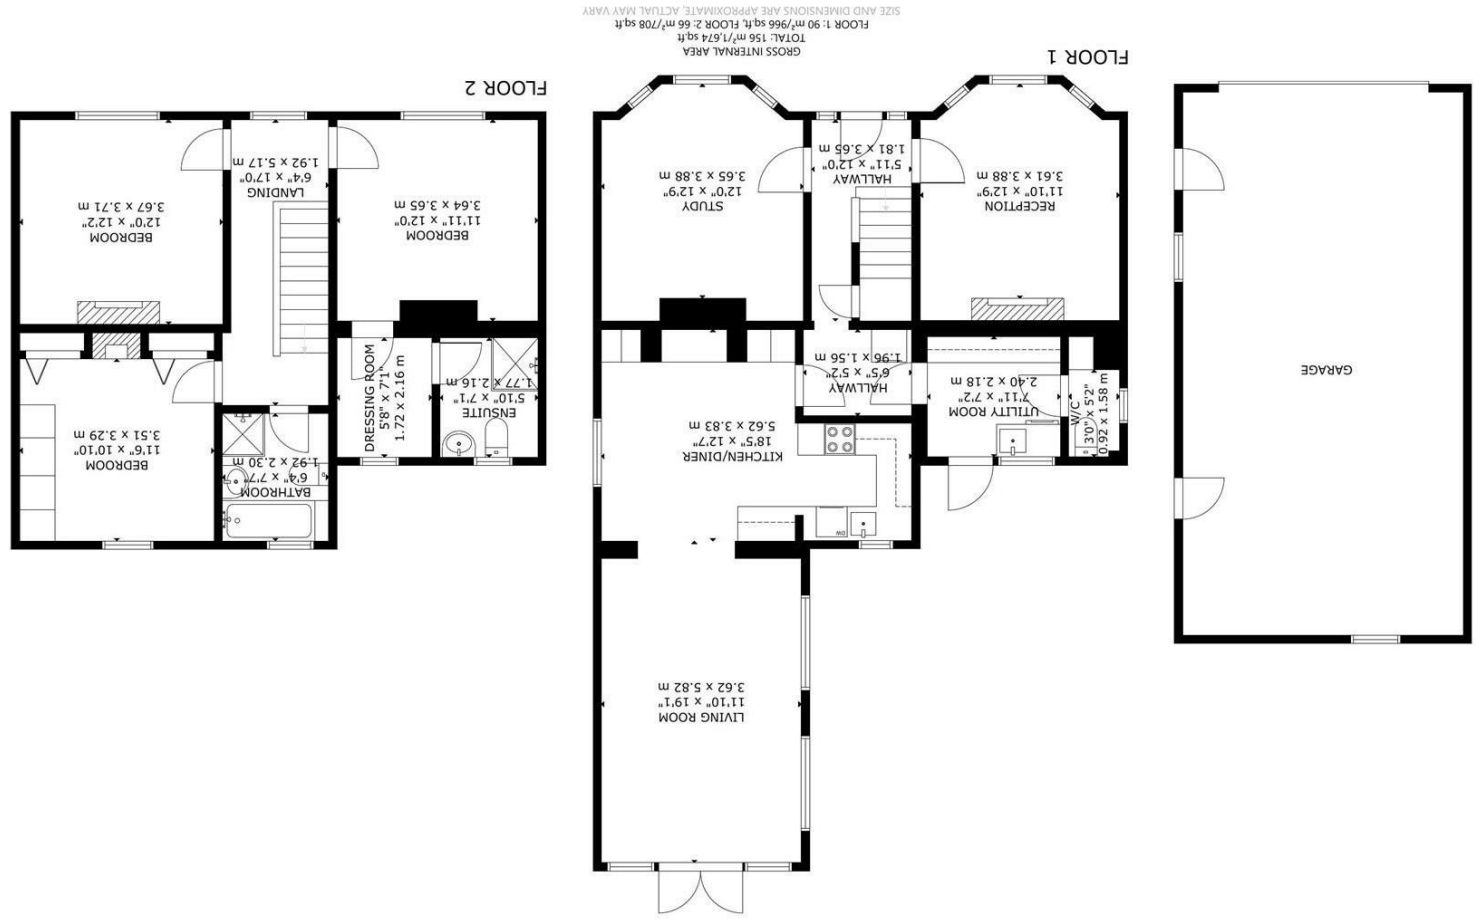 GARAGE
LIVING ROOM
11'10" x 19'1"
3.62 x 5.82 m
KITCHEN/DINER
18'5" x 12'7"
5.62 x 3.83 m
HALLWAY
6'5" x 5'2"
1.96 x 1.56 m
UTILITY ROOM
7'11" x 7'2"
2.40 x 2.18 m
W/C
3'0" x 5'2"
0.92 x 1.58 m
DW
RECEPTION
11'10" x 12'9"
3.61 x 3.88 m
HALLWAY
5'11" x 12'0"
1.81 x 3.65 m
STUDY
12'0" x 12'9"
3.65 x 3.88 m
FLOOR 1
BATHROOM
6'4" x 7'7"
1.92 x 2.30 m
BEDROOM
11'6" x 10'10"
3.51 x 3.29 m
ENSUITE
5'10" x 7'1"
1.77 x 2.16 m
DRESSING ROOM
5'8" x 7'1"
1.72 x 2.16 m
BEDROOM
11'11" x 12'0"
3.64 x 3.65 m
LANDING
6'4" x 17'0"
1.92 x 5.17 m
BEDROOM
12'0" x 12'2"
3.67 x 3.71 m
FLOOR 2
GROSS INTERNAL AREA
TOTAL: 156 m²/1,674 sq.ft
FLOOR 1: 90 m²/966 sq.ft, FLOOR 2: 66 m²/708 sq.ft
SIZE AND DIMENSIONS ARE APPROXIMATE, ACTUAL MAY VARY